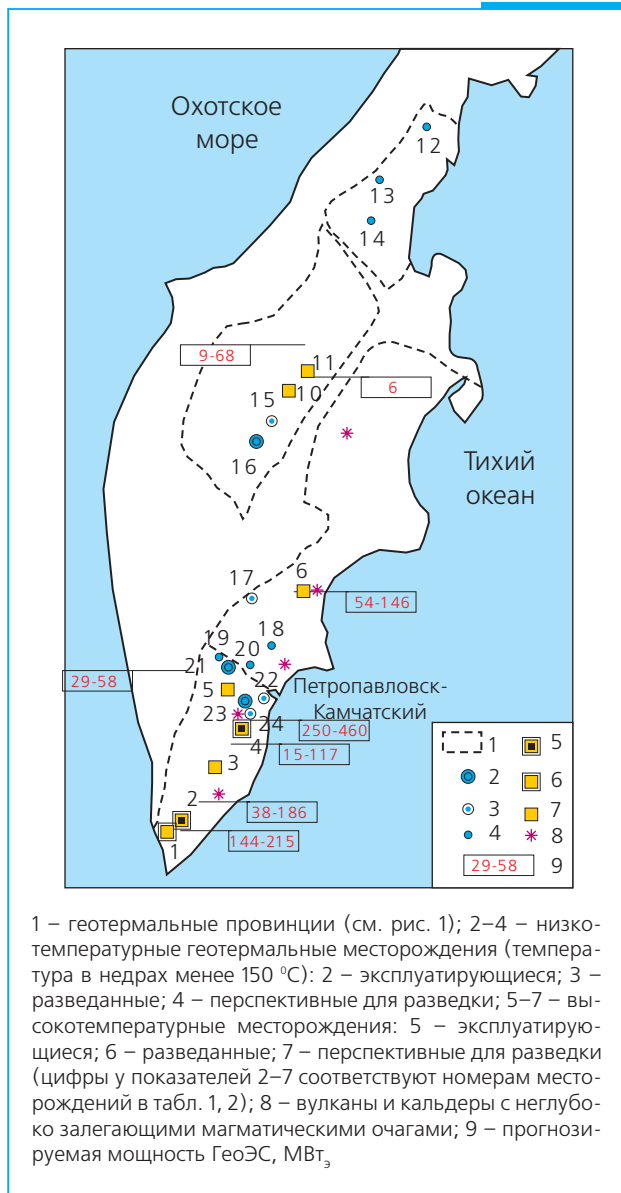 Охотское
море
12
13
14
9-68
11
10
6
15
16
Тихий
океан
17
6
54-146
18
19
20
21
29-58
5
22
Петропавловск-
Камчатский
23
24
250-460
4
15-117
3
2
38-186
1
144-215
1
5
2
6
3
7
4
8
29-58
9
1 – геотермальные провинции (см. рис. 1); 2–4 – низко-
температурные геотермальные месторождения (темпера-
тура в недрах менее 150 ⁰С): 2 – эксплуатирующиеся; 3 –
разведанные; 4 – перспективные для разведки; 5–7 – вы-
сокотемпературные месторождения: 5 – эксплуатирую-
щиеся; 6 – разведанные; 7 – перспективные для разведки
(цифры у показателей 2–7 соответствуют номерам место-
рождений в табл. 1, 2); 8 – вулканы и кальдеры с неглубо-
ко залегающими магматическими очагами; 9 – прогнози-
руемая мощность ГеоЭС, МВтэ